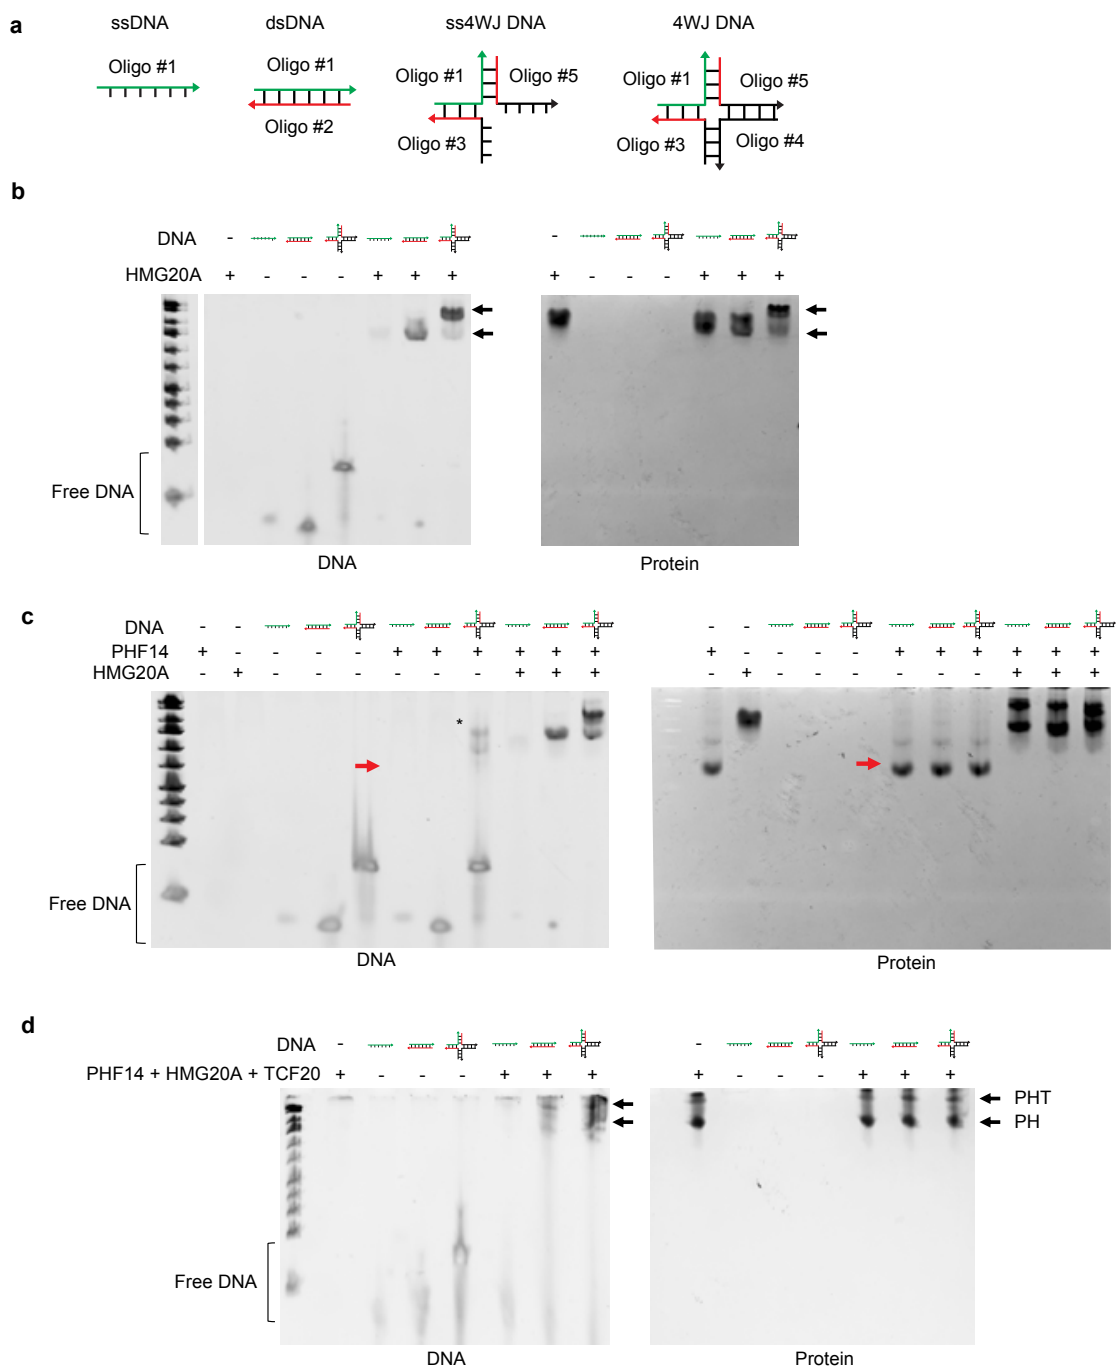 a
ssDNA dsDNA ss4WJ DNA 4WJ DNA
Oligo #1 Oligo #1 Oligo #1 Oligo #5 Oligo #1 Oligo #5
Oligo #2 Oligo #3 Oligo #3 Oligo #4
b
DNA - -
HMG20A + - - - + + + + - - - + + +
Free DNA
DNA Protein
c
DNA - - - -
PHF14 + - - - - + + + + + + + - - - - + + + + + +
HMG20A - + - - - - - - + + + - + - - - - - - + + +
*
Free DNA
DNA Protein
d
DNA - -
PHF14 + HMG20A + TCF20 + - - - + + + + - - - + + +
PHT
PH
Free DNA
DNA Protein